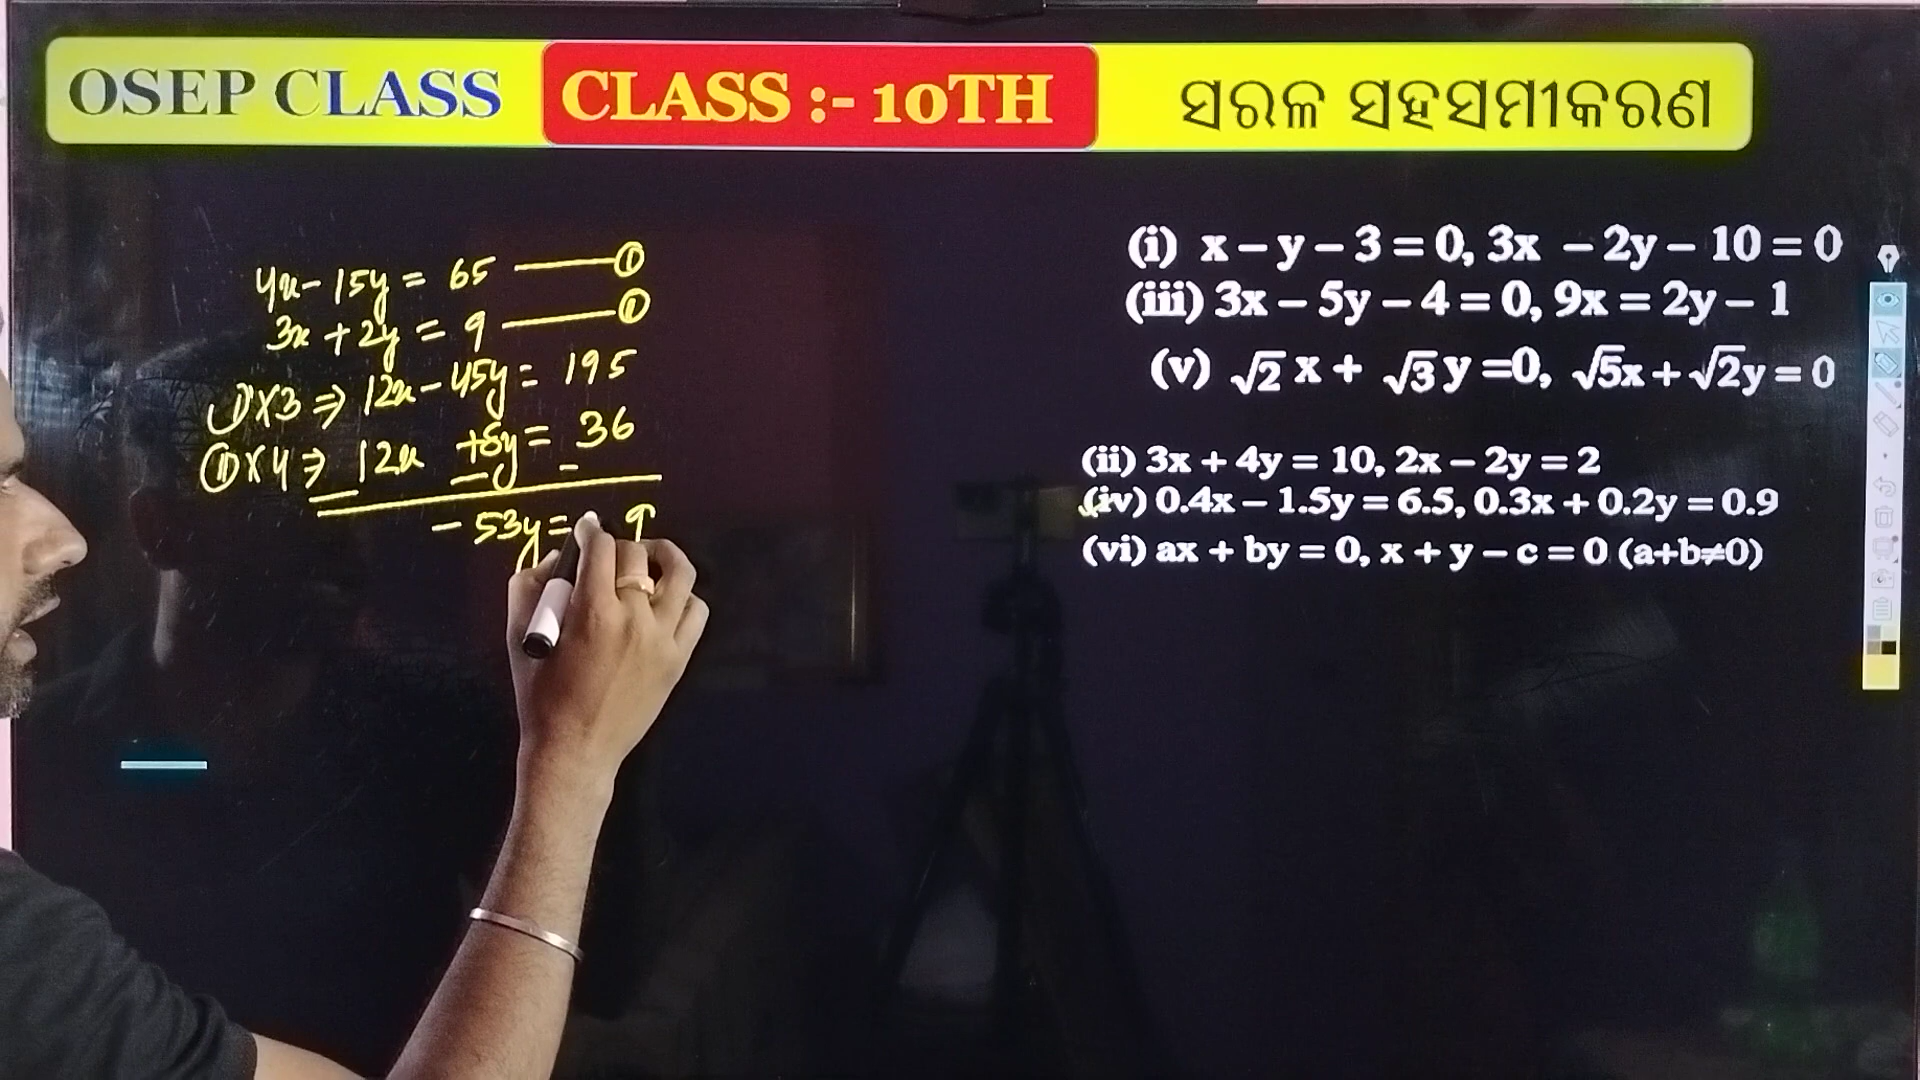 OSEP CLASS CLASS :- 10TH ସରଳ ସହସମୀକରଣ
4x - 15y = 65 ①
3x + 2y = 9 ⑪
①×3 ⇒ 12x - 45y = 195
⑪×4 ⇒ 12x +8y = 36
- 53y = 9
(i) x – y – 3 = 0, 3x – 2y – 10 = 0
(iii) 3x – 5y – 4 = 0, 9x = 2y – 1
(v) √2 x + √3 y =0, √5x + √2y = 0
(ii) 3x + 4y = 10, 2x – 2y = 2
(iv) 0.4x – 1.5y = 6.5, 0.3x + 0.2y = 0.9
(vi) ax + by = 0, x + y – c = 0 (a+b≠0)